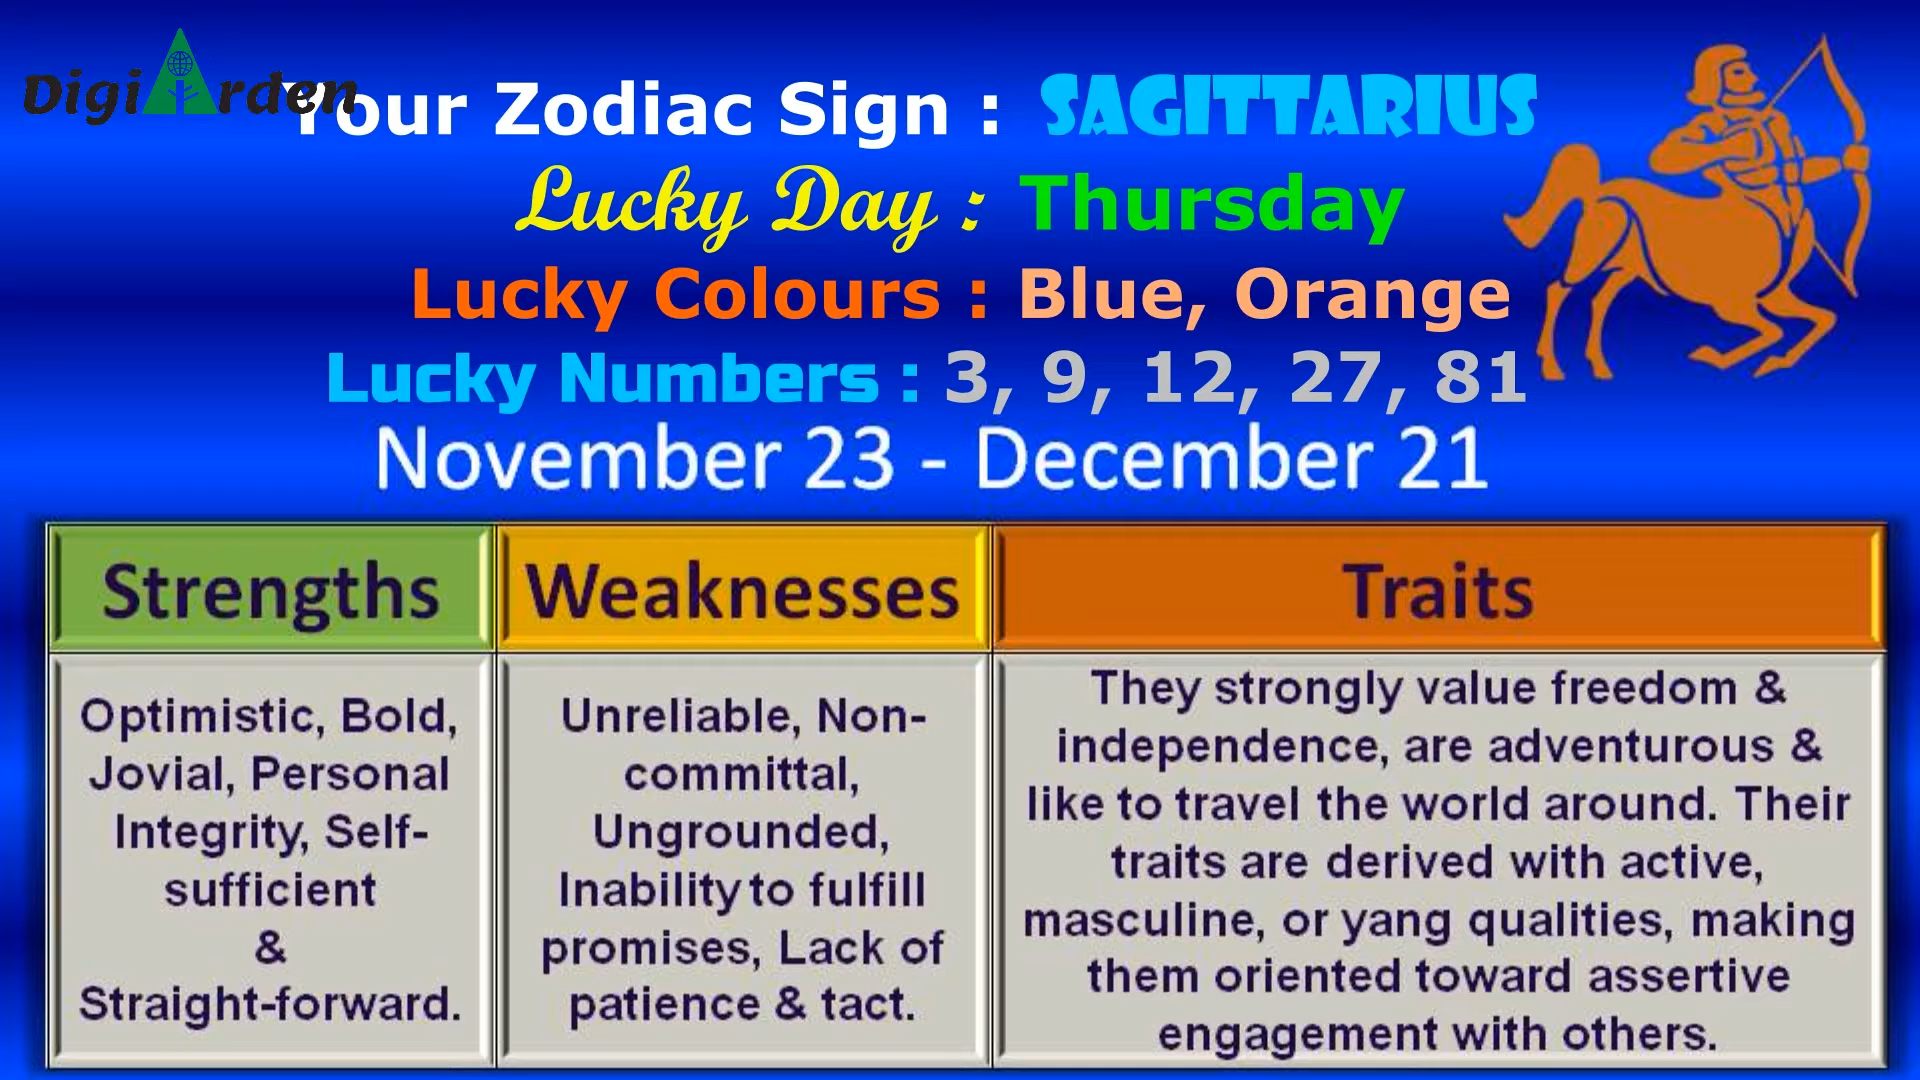 DigiArden
Your Zodiac Sign : SAGITTARIUS
Lucky Day : Thursday
Lucky Colours : Blue, Orange
Lucky Numbers : 3, 9, 12, 27, 81
November 23 - December 21
Strengths
Optimistic, Bold,
Jovial, Personal
Integrity, Self-
sufficient
&
Straight-forward.
Weaknesses
Unreliable, Non-
committal,
Ungrounded,
Inability to fulfill
promises, Lack of
patience & tact.
Traits
They strongly value freedom &
independence, are adventurous &
like to travel the world around. Their
traits are derived with active,
masculine, or yang qualities, making
them oriented toward assertive
engagement with others.